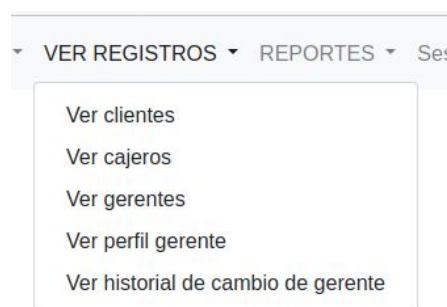 VER REGISTROS REPORTES
Ver clientes
Ver cajeros
Ver gerentes
Ver perfil gerente
Ver historial de cambio de gerente